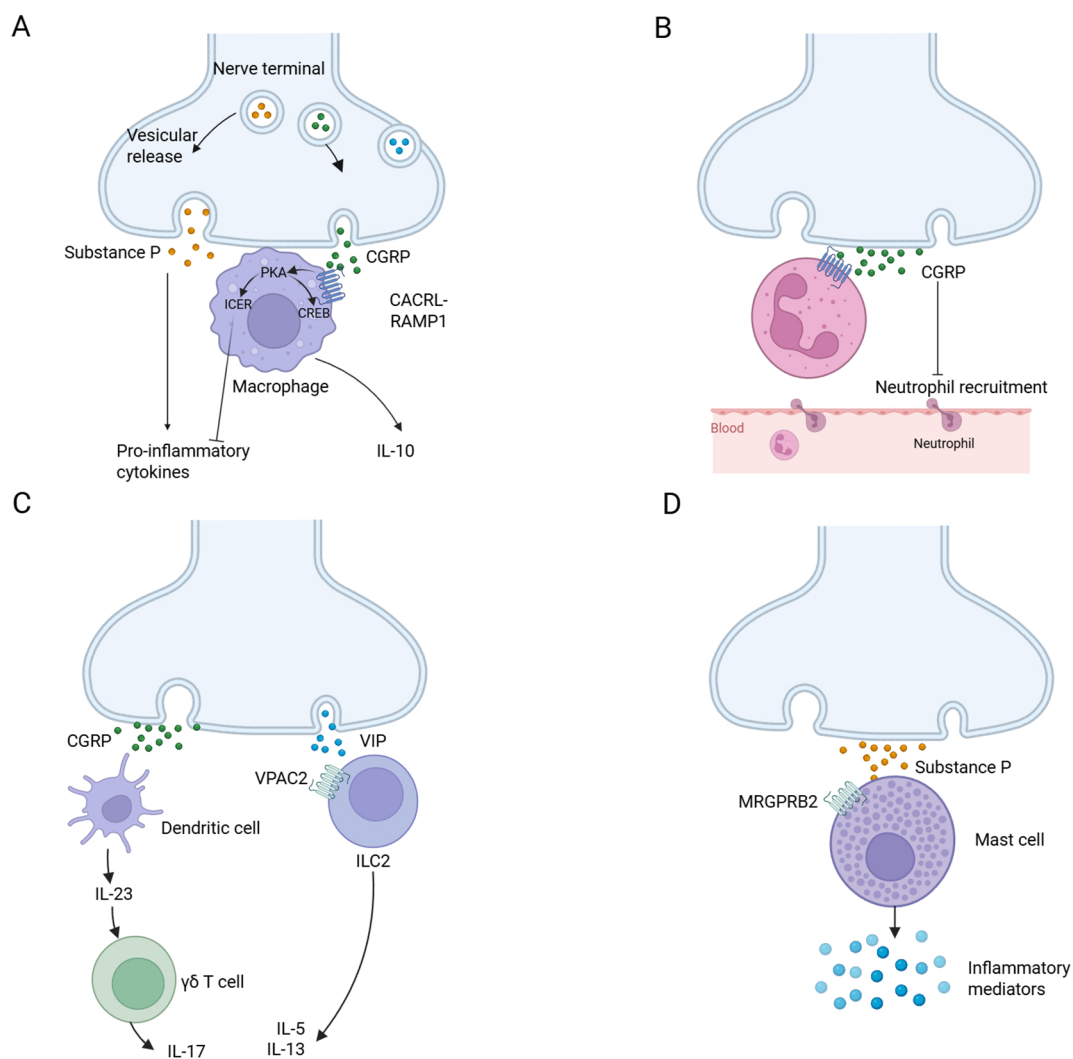 A
Nerve terminal
Vesicular
release
Substance P
CGRP
PKA
ICER
CREB
CACRL-
RAMP1
Macrophage
Pro-inflammatory
cytokines
IL-10
B
CGRP
Neutrophil recruitment
Blood
Neutrophil
C
CGRP
VIP
VPAC2
Dendritic cell
ILC2
IL-23
γδ T cell
IL-17
IL-5
IL-13
D
Substance P
MRGPRB2
Mast cell
Inflammatory
mediators